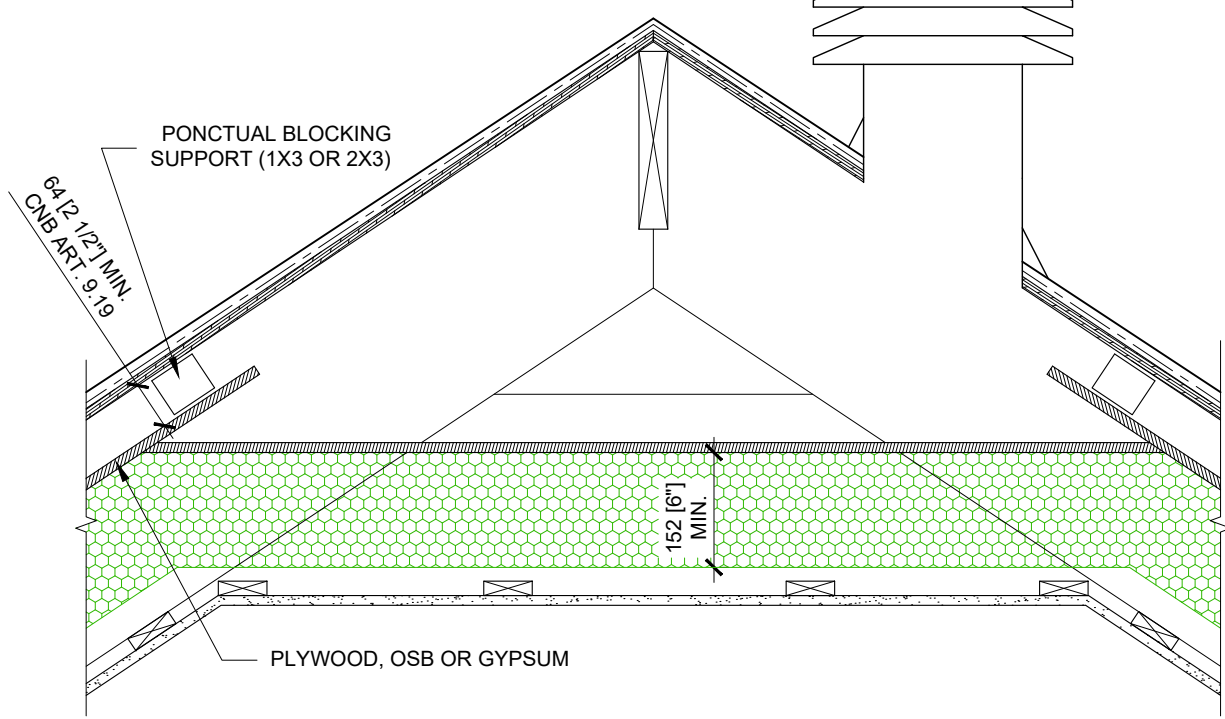 PONCTUAL BLOCKING
SUPPORT (1X3 OR 2X3)
64 [2 1/2"] MIN.
CNB ART. 9.19
152 [6"]
MIN.
PLYWOOD, OSB OR GYPSUM